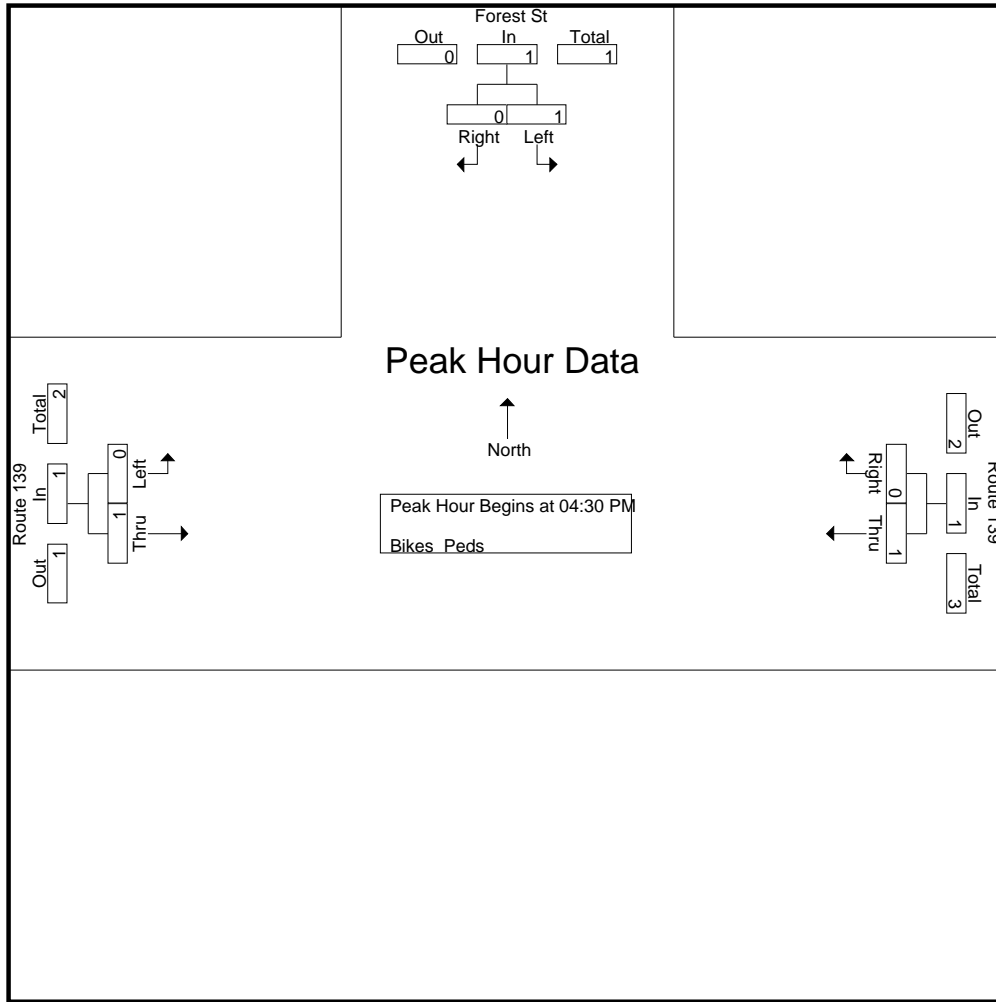 Forest St
Out In Total
0 1 1
0 1
Right Left
Peak Hour Data
North
Peak Hour Begins at 04:30 PM
Bikes Peds
Route 139
Out In Total
1 1 2
Left Thru
0 1
Route 139
Out In Total
2 1 3
Right Thru
0 1